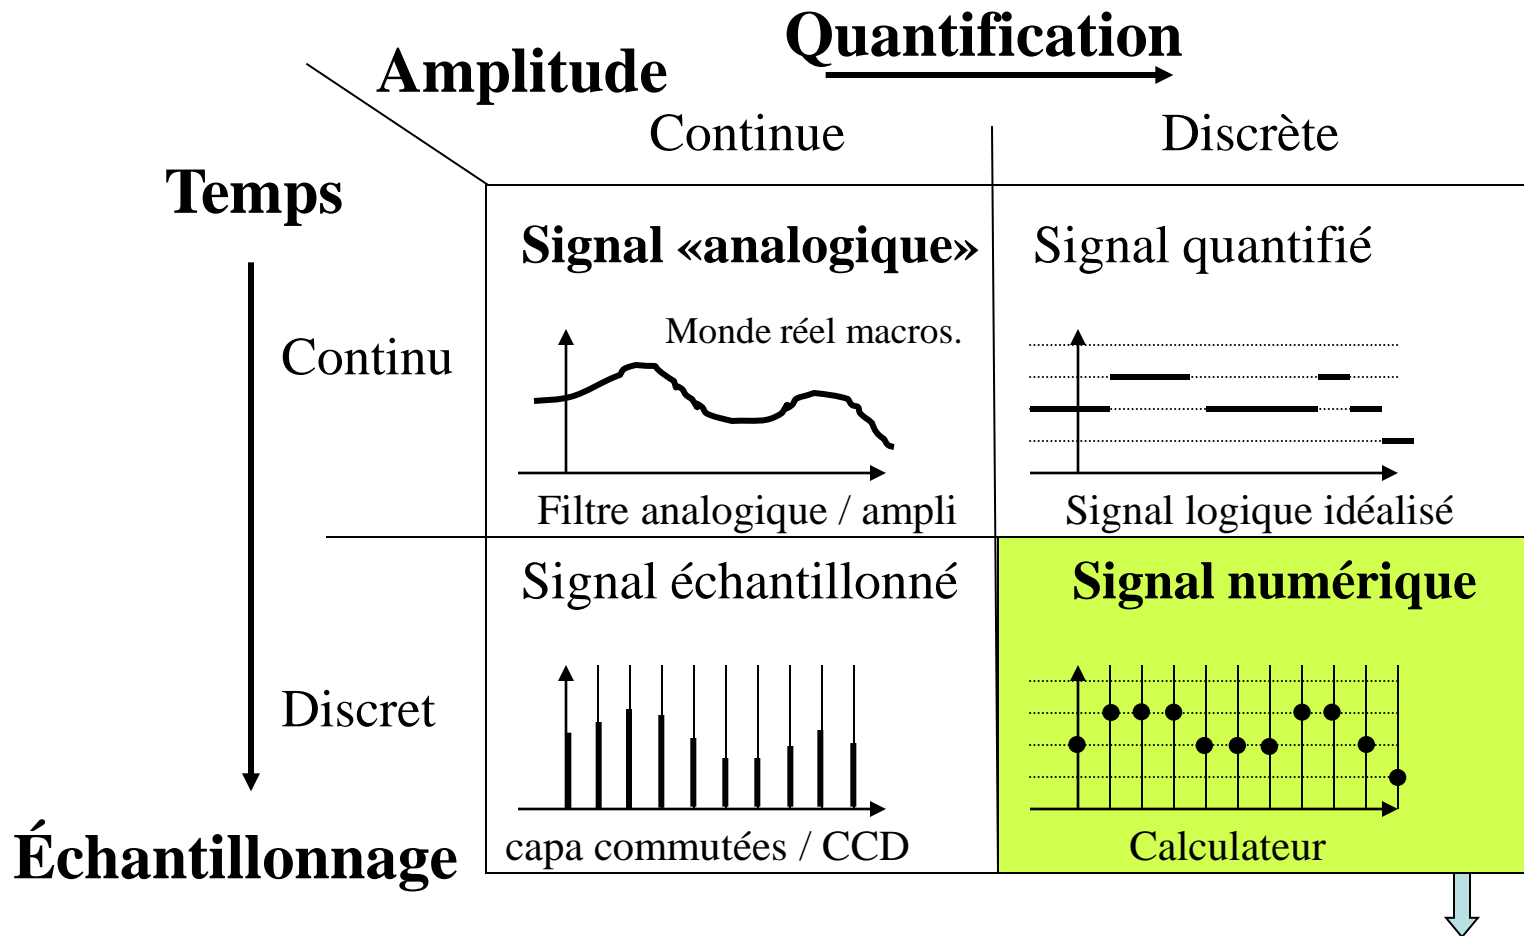 Quantification
Amplitude
Continue
Discrète
Temps
Signal «analogique»
Signal quantifié
Monde réel macros.
Continu
Filtre analogique / ampli
Signal logique idéalisé
Signal échantillonné
Signal numérique
Discret
capa commutées / CCD
Calculateur
Échantillonnage